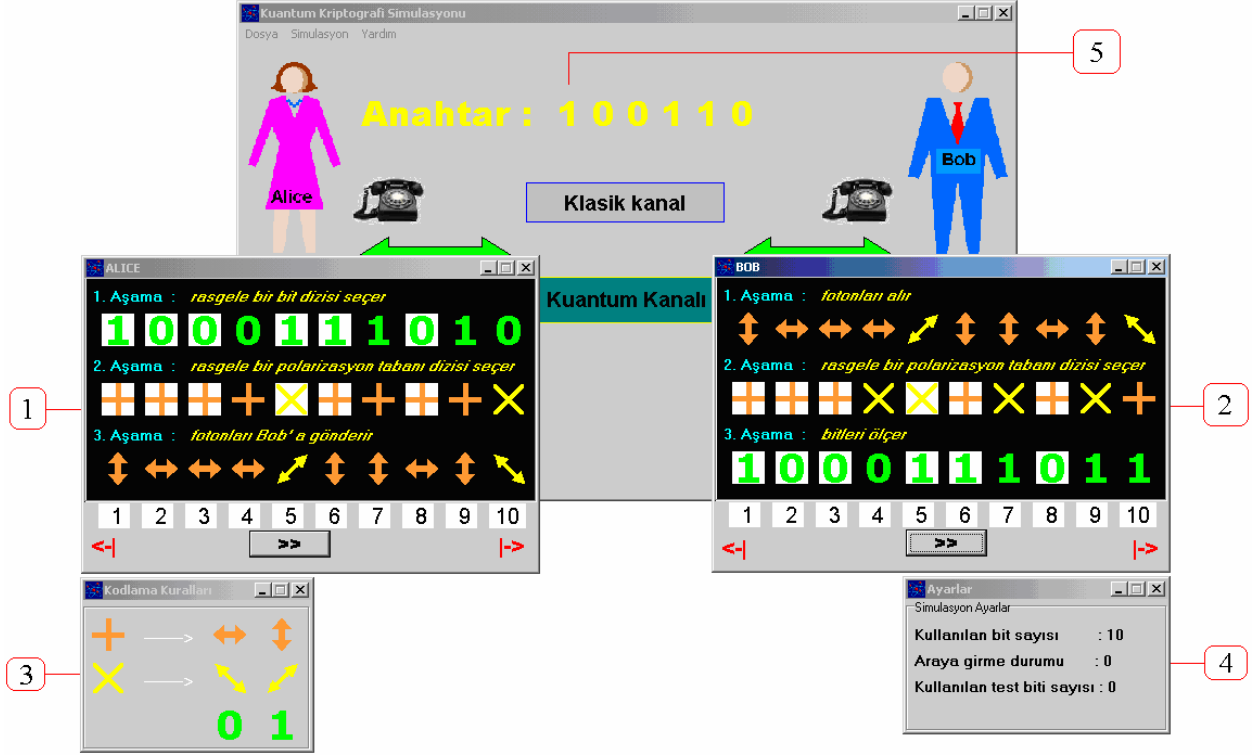 Kuantum Kriptografi Simulasyonu
Dosya Simulasyon Yardım
5
Anahtar : 1 0 0 1 1 0
Alice
Bob
Klasik kanal
Kuantum Kanalı
ALICE
1. Aşama : rasgele bir bit dizisi seçer
1 0 0 0 1 1 1 0 1 0
2. Aşama : rasgele bir polarizasyon tabanı dizisi seçer
3. Aşama : fotonları Bob' a gönderir
1 2 3 4 5 6 7 8 9 10
<-| >> |->
1
BOB
1. Aşama : fotonları alır
2. Aşama : rasgele bir polarizasyon tabanı dizisi seçer
3. Aşama : bitleri ölçer
1 0 0 0 1 1 1 0 1 1
1 2 3 4 5 6 7 8 9 10
<-| >> |->
2
Kodlama Kuralları
---->
---->
0 1
3
Ayarlar
Simulasyon Ayarlar
Kullanılan bit sayısı : 10
Araya girme durumu : 0
Kullanılan test biti sayısı : 0
4